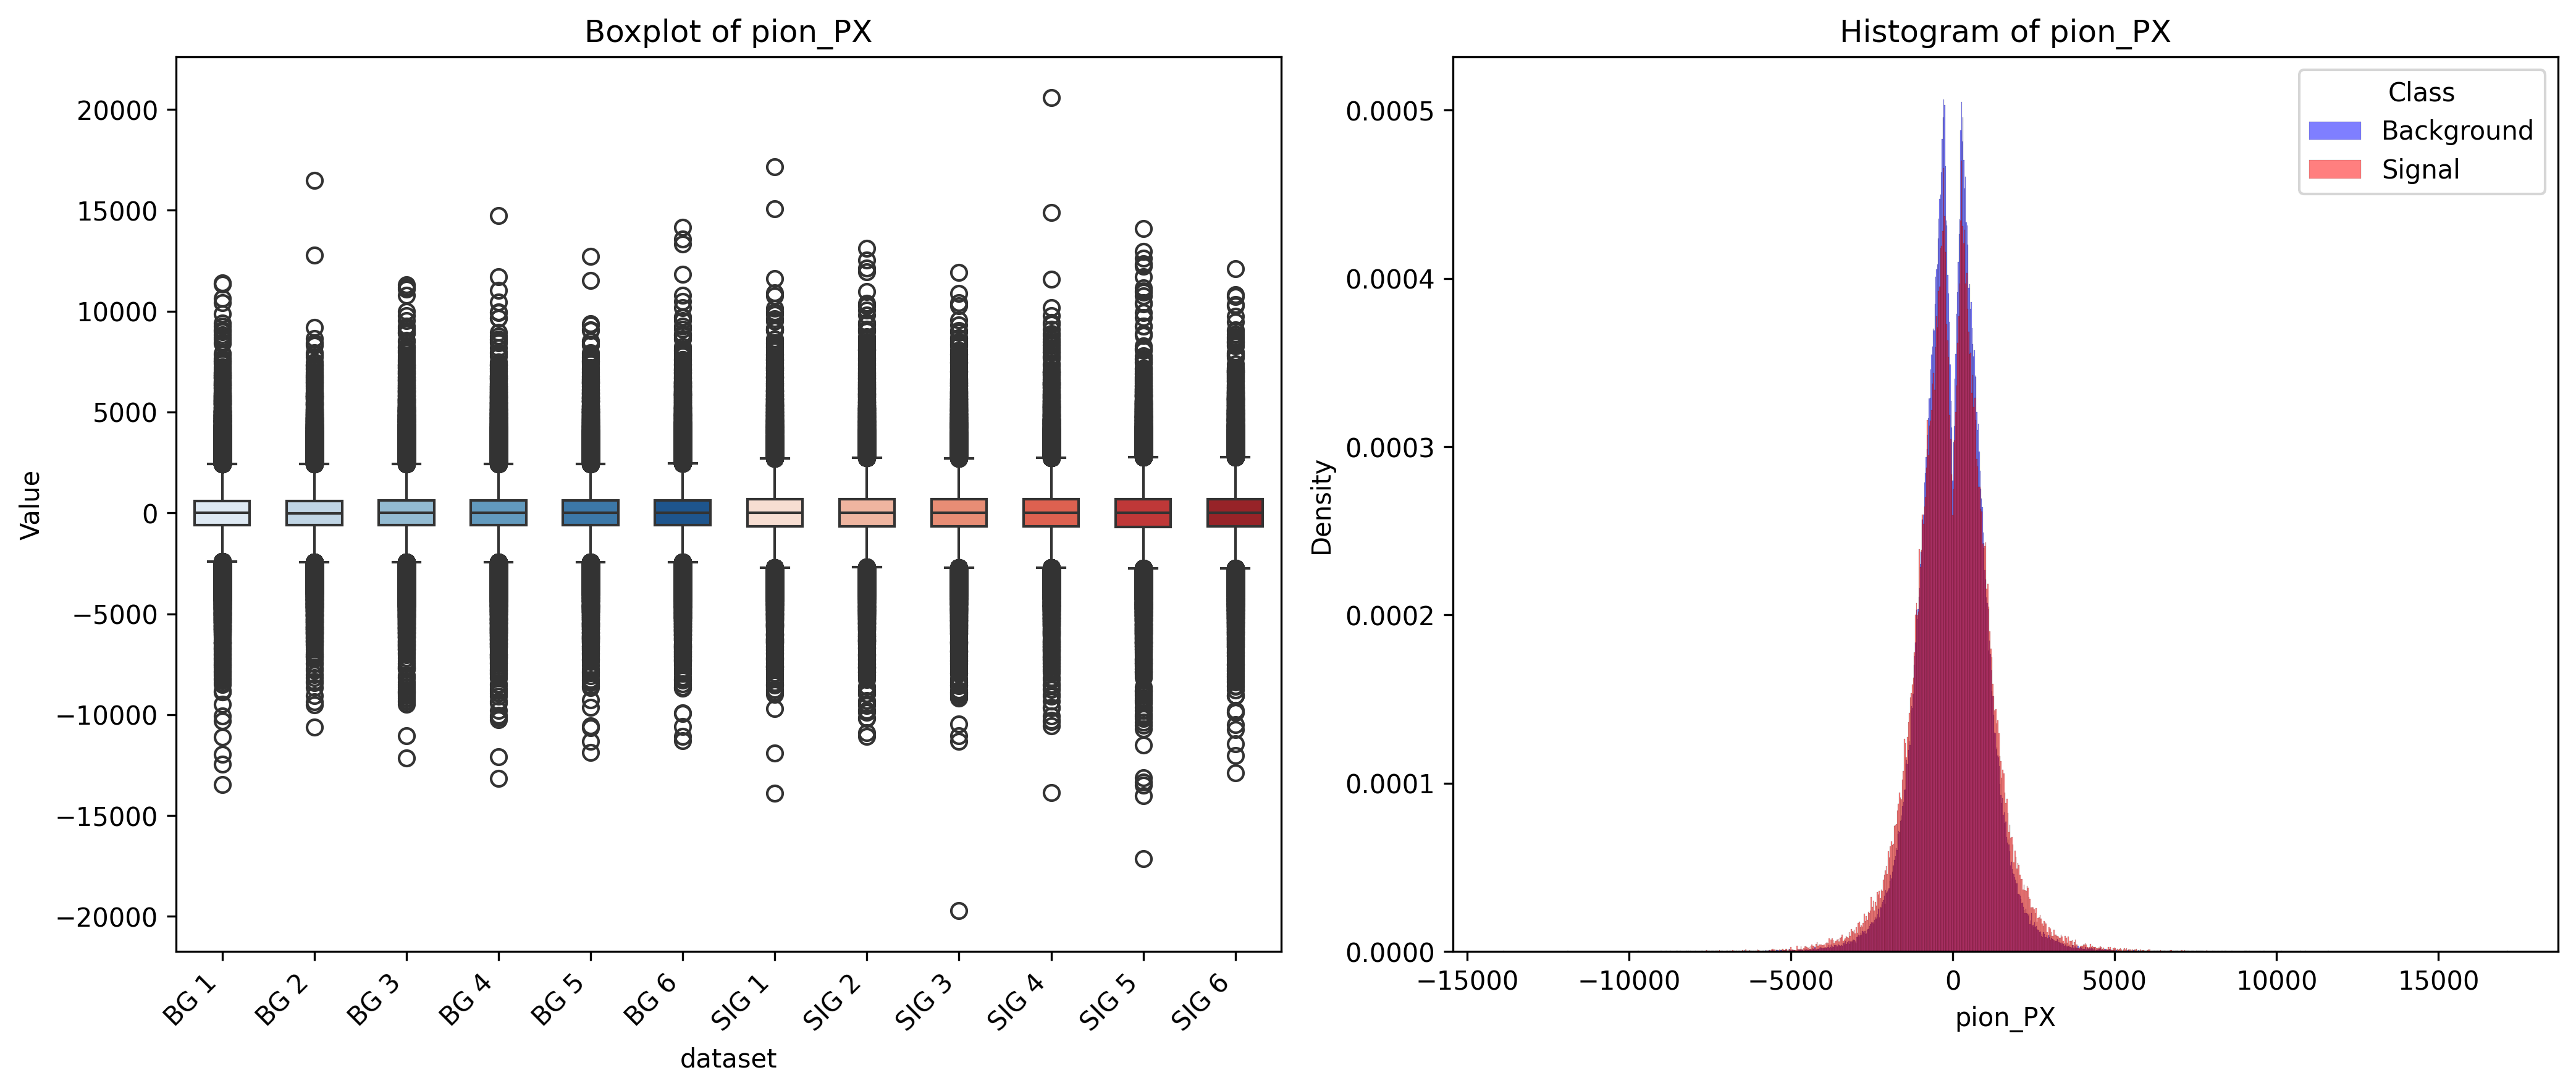 Boxplot of pion_PX
Value
20000
15000
10000
5000
0
−5000
−10000
−15000
−20000
BG 1
BG 2
BG 3
BG 4
BG 5
BG 6
SIG 1
SIG 2
SIG 3
SIG 4
SIG 5
SIG 6
dataset
Histogram of pion_PX
Density
0.0005
0.0004
0.0003
0.0002
0.0001
0.0000
−15000
−10000
−5000
0
5000
10000
15000
pion_PX
Class
Background
Signal